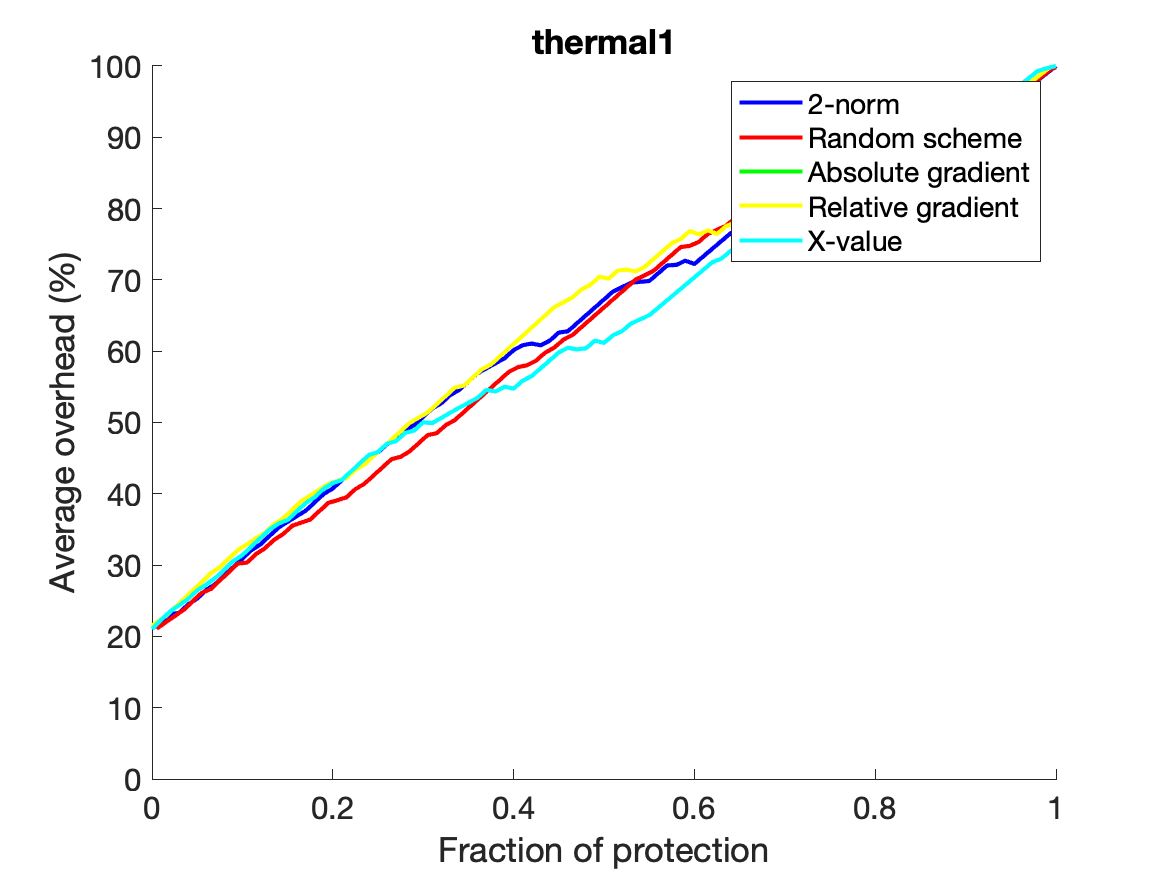 thermal1
100
90
80
70
60
50
40
30
20
10
0
Average overhead (%)
2-norm
Random scheme
Absolute gradient
Relative gradient
X-value
0 0.2 0.4 0.6 0.8 1
Fraction of protection